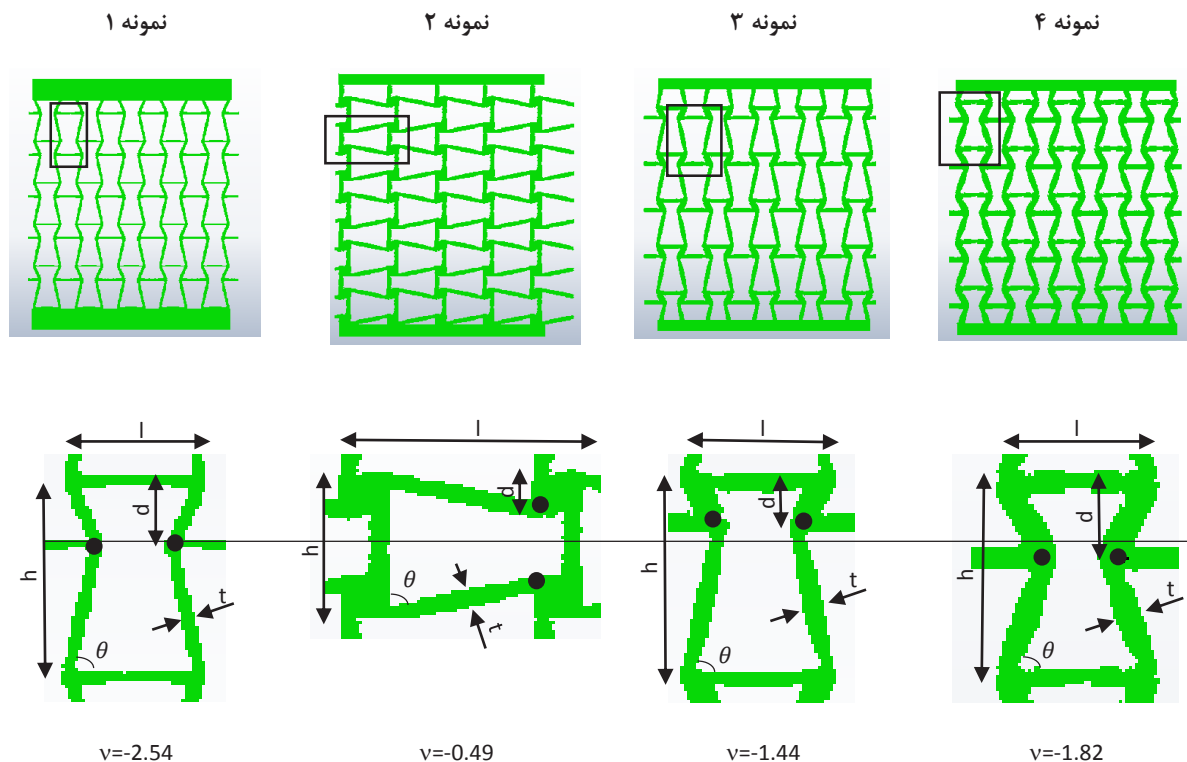 نمونه ۱
نمونه ۲
نمونه ۳
نمونه ۴
l
d
h
θ
t
l
d
h
θ
t
l
d
h
θ
t
l
d
h
θ
t
ν=-2.54
ν=-0.49
ν=-1.44
ν=-1.82